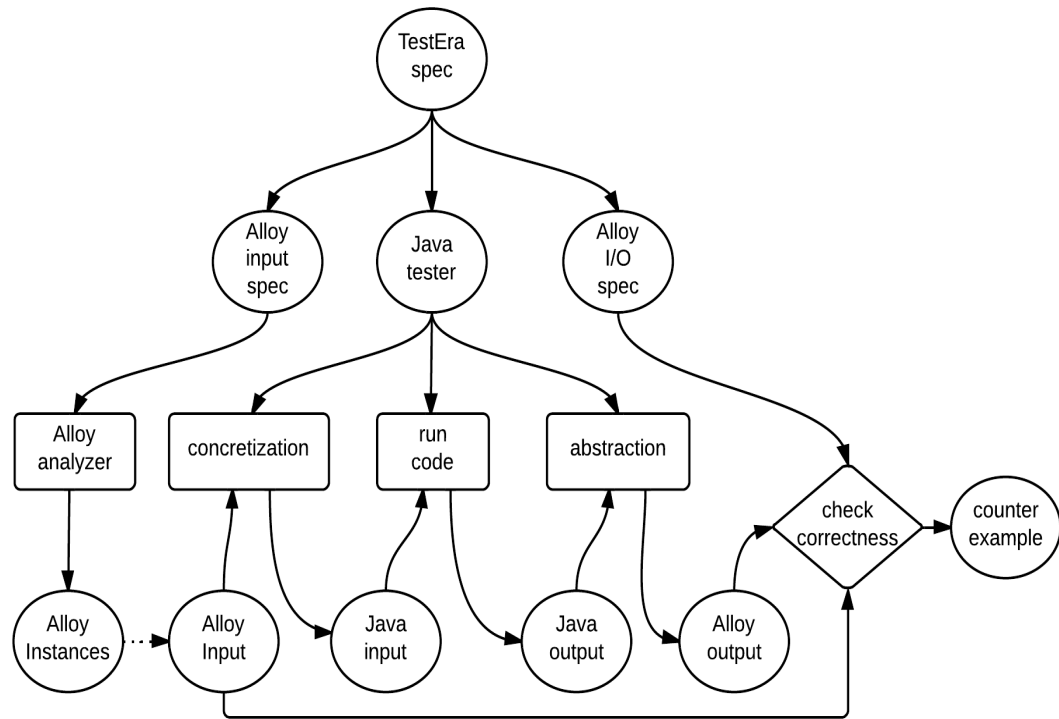 TestEra
spec
Alloy
input
spec
Java
tester
Alloy
I/O
spec
Alloy
analyzer
concretization
run
code
abstraction
check
correctness
counter
example
Alloy
Instances
Alloy
Input
Java
input
Java
output
Alloy
output